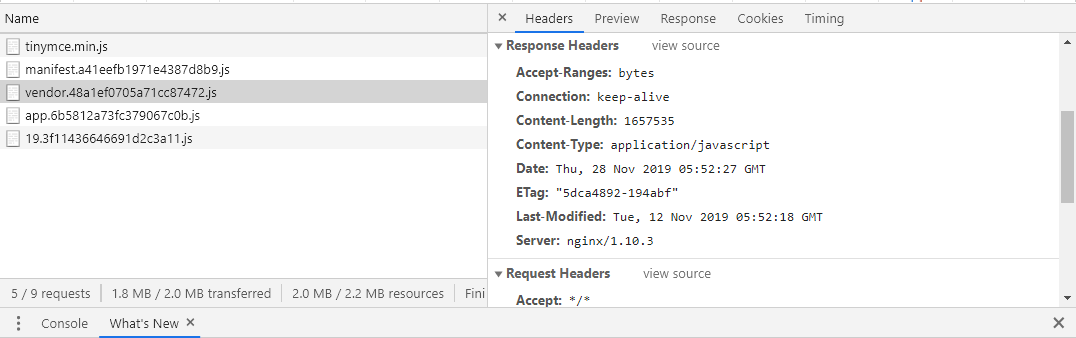 Name
tinymce.min.js
manifest.a41eefb1971e4387d8b9.js
vendor.48a1ef0705a71cc87472.js
app.6b5812a73fc379067c0b.js
19.3f11436646691d2c3a11.js
5 / 9 requests 1.8 MB / 2.0 MB transferred 2.0 MB / 2.2 MB resources Fini
× Headers Preview Response Cookies Timing
Response Headers view source
Accept-Ranges: bytes
Connection: keep-alive
Content-Length: 1657535
Content-Type: application/javascript
Date: Thu, 28 Nov 2019 05:52:27 GMT
ETag: "5dca4892-194abf"
Last-Modified: Tue, 12 Nov 2019 05:52:18 GMT
Server: nginx/1.10.3
Request Headers view source
Accept: */*
Console What's New ×